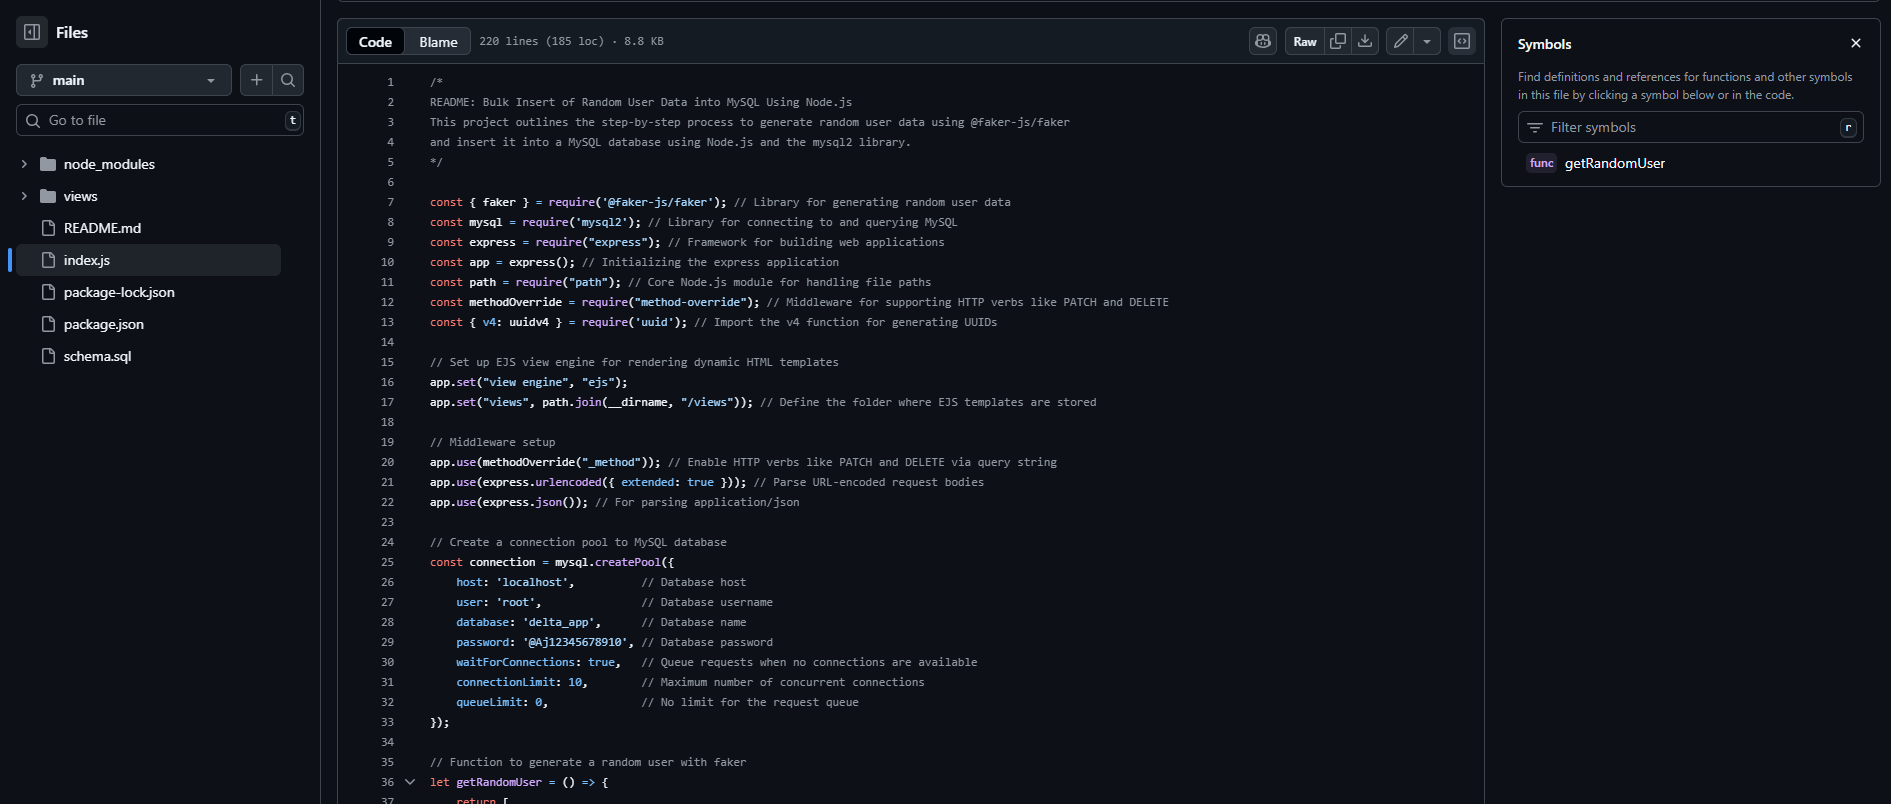 Files
main
Go to file
t
node_modules
views
README.md
index.js
package-lock.json
package.json
schema.sql
Code
Blame
220 lines (185 loc) · 8.8 KB
Raw
1 /*
2 README: Bulk Insert of Random User Data into MySQL Using Node.js
3 This project outlines the step-by-step process to generate random user data using @faker-js/faker
4 and insert it into a MySQL database using Node.js and the mysql2 library.
5 */
6
7 const { faker } = require('@faker-js/faker'); // Library for generating random user data
8 const mysql = require('mysql2'); // Library for connecting to and querying MySQL
9 const express = require("express"); // Framework for building web applications
10 const app = express(); // Initializing the express application
11 const path = require("path"); // Core Node.js module for handling file paths
12 const methodOverride = require("method-override"); // Middleware for supporting HTTP verbs like PATCH and DELETE
13 const { v4: uuidv4 } = require('uuid'); // Import the v4 function for generating UUIDs
14
15 // Set up EJS view engine for rendering dynamic HTML templates
16 app.set("view engine", "ejs");
17 app.set("views", path.join(__dirname, "/views")); // Define the folder where EJS templates are stored
18
19 // Middleware setup
20 app.use(methodOverride("_method")); // Enable HTTP verbs like PATCH and DELETE via query string
21 app.use(express.urlencoded({ extended: true })); // Parse URL-encoded request bodies
22 app.use(express.json()); // For parsing application/json
23
24 // Create a connection pool to MySQL database
25 const connection = mysql.createPool({
26     host: 'localhost',          // Database host
27     user: 'root',               // Database username
28     database: 'delta_app',      // Database name
29     password: '@Aj12345678910', // Database password
30     waitForConnections: true,   // Queue requests when no connections are available
31     connectionLimit: 10,        // Maximum number of concurrent connections
32     queueLimit: 0,              // No limit for the request queue
33 });
34
35 // Function to generate a random user with faker
36 let getRandomUser = () => {
37     return [
Symbols
Find definitions and references for functions and other symbols
in this file by clicking a symbol below or in the code.
Filter symbols
r
func getRandomUser